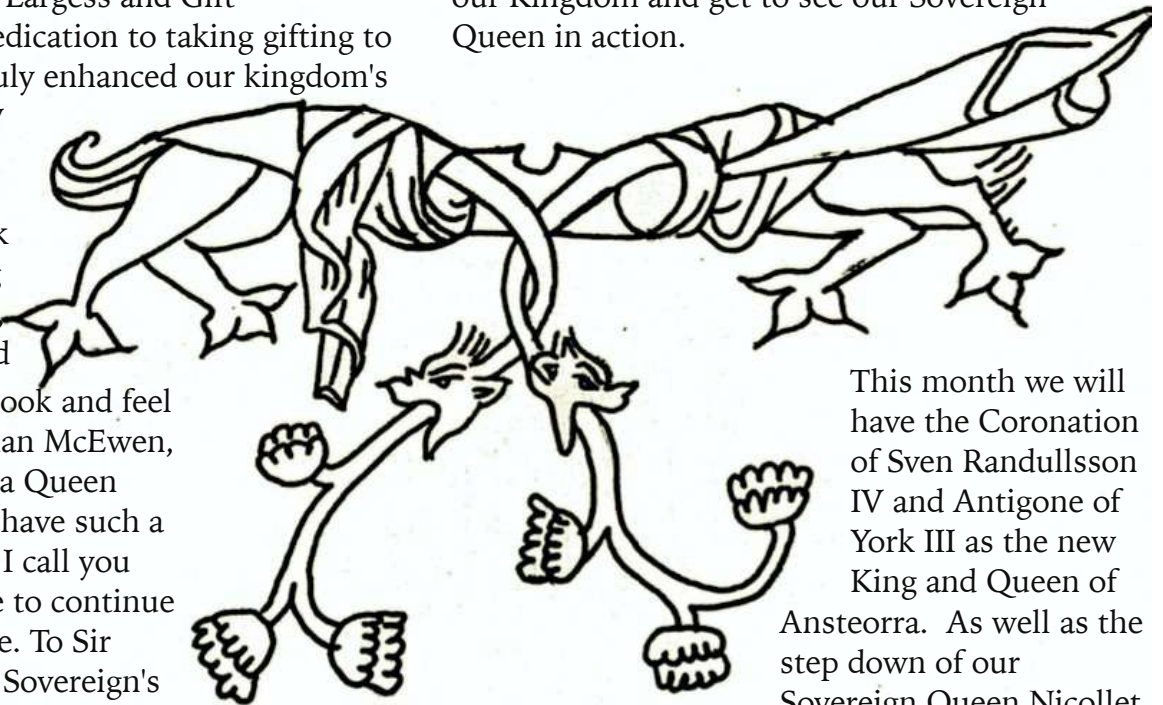 Largess and Gift
edication to taking gifting to
uly enhanced our kingdom's
ook and feel
an McEwen,
a Queen
have such a
I call you
e to continue
e. To Sir
Sovereign's
our Kingdom and get to see our Sovereign
Queen in action.
This month we will
have the Coronation
of Sven Randullsson
IV and Antigone of
York III as the new
King and Queen of
Ansteorra. As well as the
step down of our
Sovereign Queen Nicollet